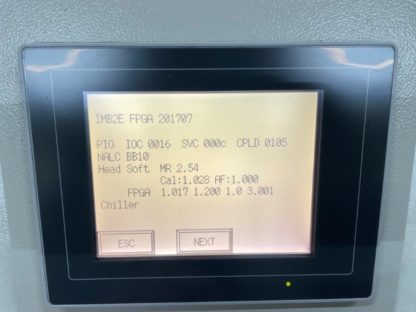 IMB2E FPGA 201707
PIO IOC 0016 SVC 000c CPLD 0105
NALC BB10
Head Soft MR 2.54
Cal:1.028 AF:1.000
FPGA 1.017 1.200 1.0 3.001
Chiller
ESC NEXT